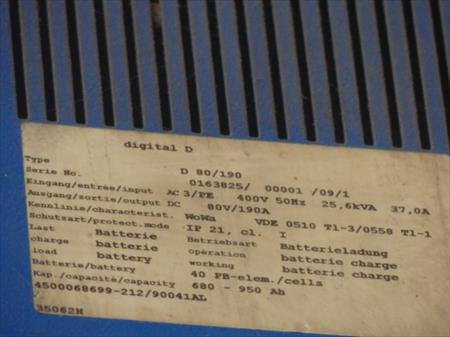 digital D
Type D 80/190
Serie No. 0163825/ 00001 /09/1
Eingang/entrée/input AC 3/PE 400V 50Hz 25,6kVA 37,0A
Ausgang/sortie/output DC 80V/190A
Kennlinie/characterist. WoWa VDE 0510 T1-3/0558 T1-1
Schutzart/protect.mode IP 21, cl. I
Last Batterie Betriebsart Batterieladung
charge batterie operation batterie charge
load battery working batterie charge
Batterie/battery 40 PB-elem./cells
Kap./capacité/capacity 680 - 950 Ah
4500068699-212/90041AL
35062H